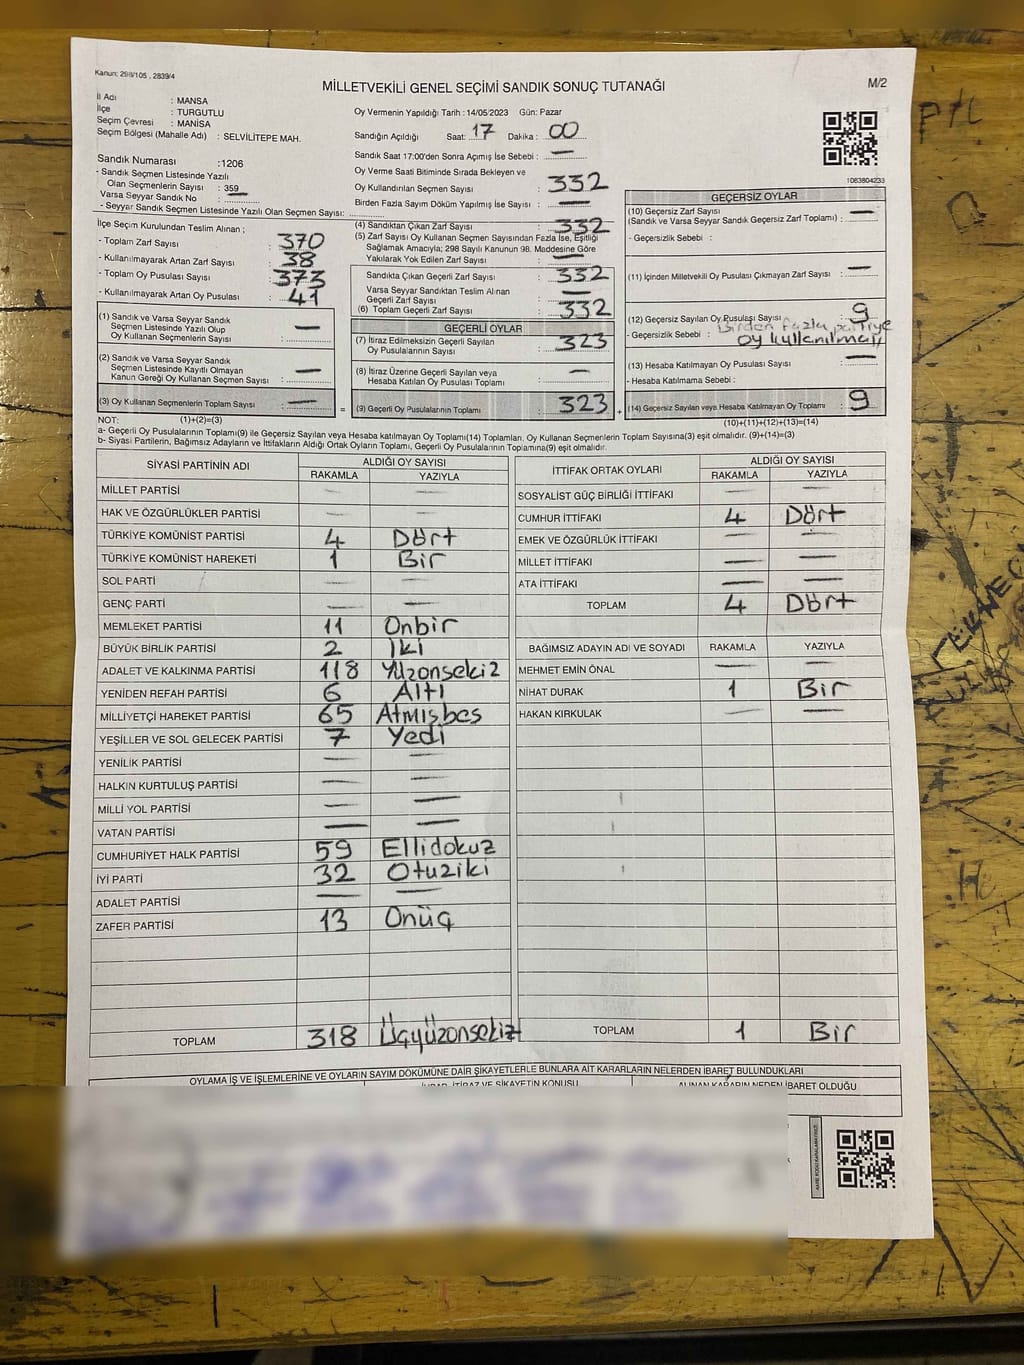 Kanun: 298/105 , 2839/4
MİLLETVEKİLİ GENEL SEÇİMİ SANDIK SONUÇ TUTANAĞI
M/2
İl Adı : MANİSA
İlçe : TURGUTLU
Seçim Çevresi : MANİSA
Seçim Bölgesi (Mahalle Adı) : SELVİLİTEPE MAH.
Sandık Numarası :1206
- Sandık Seçmen Listesinde Yazılı
Olan Seçmenlerin Sayısı : 359
Varsa Seyyar Sandık No :
- Seyyar Sandık Seçmen Listesinde Yazılı Olan Seçmen Sayısı:
İlçe Seçim Kurulundan Teslim Alınan ;
- Toplam Zarf Sayısı : 370
- Kullanılmayarak Artan Zarf Sayısı : 38
- Toplam Oy Pusulası Sayısı : 373
- Kullanılmayarak Artan Oy Pusulası : 41
(1) Sandık ve Varsa Seyyar Sandık
Seçmen Listesinde Yazılı Olup
Oy Kullanan Seçmenlerin Sayısı : —
(2) Sandık ve Varsa Seyyar Sandık
Seçmen Listesinde Kayıtlı Olmayan
Kanun Gereği Oy Kullanan Seçmen Sayısı : —
(3) Oy Kullanan Seçmenlerin Toplam Sayısı : —
Oy Vermenin Yapıldığı Tarih : 14/05/2023 Gün: Pazar
Sandığın Açıldığı Saat: 17 Dakika : 00
Sandık Saat 17:00'den Sonra Açımış İse Sebebi : —
Oy Verme Saati Bitiminde Sırada Bekleyen ve
Oy Kullandırılan Seçmen Sayısı : 332
Birden Fazla Sayım Döküm Yapılmış İse Sayısı : —
(4) Sandıktan Çıkan Zarf Sayısı : 332
(5) Zarf Sayısı Oy Kullanan Seçmen Sayısından Fazla İse, Eşitliği
Sağlamak Amacıyla; 298 Sayılı Kanunun 98. Maddesine Göre
Yakılarak Yok Edilen Zarf Sayısı : —
Sandıkta Çıkan Geçerli Zarf Sayısı : 332
Varsa Seyyar Sandıktan Teslim Alınan
Geçerli Zarf Sayısı : —
(6) Toplam Geçerli Zarf Sayısı : 332
GEÇERLİ OYLAR
(7) İtiraz Edilmeksizin Geçerli Sayılan
Oy Pusulalarının Sayısı : 323
(8) İtiraz Üzerine Geçerli Sayılan veya
Hesaba Katılan Oy Pusulası Toplamı : —
= (9) Geçerli Oy Pusulalarının Toplamı : 323 +
1083804233
GEÇERSİZ OYLAR
(10) Geçersiz Zarf Sayısı
(Sandık ve Varsa Seyyar Sandık Geçersiz Zarf Toplamı) : —
- Geçersizlik Sebebi :
(11) İçinden Milletvekili Oy Pusulası Çıkmayan Zarf Sayısı : —
(12) Geçersiz Sayılan Oy Pusulaşı Sayısı : 9
- Geçersizlik Sebebi : Birden fazla partiye
oy kullanılması
(13) Hesaba Katılmayan Oy Pusulası Sayısı : —
- Hesaba Katılmama Sebebi :
(14) Geçersiz Sayılan veya Hesaba Katılmayan Oy Toplamı : 9
NOT: (1)+(2)=(3) (10)+(11)+(12)+(13)=(14)
a- Geçerli Oy Pusulalarının Toplamı(9) ile Geçersiz Sayılan veya Hesaba katılmayan Oy Toplamı(14) Toplamları, Oy Kullanan Seçmenlerin Toplam Sayısına(3) eşit olmalıdır. (9)+(14)=(3)
b- Siyasi Partilerin, Bağımsız Adayların ve İttifakların Aldığı Ortak Oyların Toplamı, Geçerli Oy Pusulalarının Toplamına(9) eşit olmalıdır.
SİYASİ PARTİNİN ADI ALDIĞI OY SAYISI
RAKAMLA YAZIYLA
MİLLET PARTİSİ — —
HAK VE ÖZGÜRLÜKLER PARTİSİ — —
TÜRKİYE KOMÜNİST PARTİSİ 4 Dört
TÜRKİYE KOMÜNİST HAREKETİ 1 Bir
SOL PARTİ — —
GENÇ PARTİ — —
MEMLEKET PARTİSİ 11 Onbir
BÜYÜK BİRLİK PARTİSİ 2 İki
ADALET VE KALKINMA PARTİSİ 118 Yüzonsekiz
YENİDEN REFAH PARTİSİ 6 Altı
MİLLİYETÇİ HAREKET PARTİSİ 65 Atmışbeş
YEŞİLLER VE SOL GELECEK PARTİSİ 7 Yedi
YENİLİK PARTİSİ — —
HALKIN KURTULUŞ PARTİSİ — —
MİLLİ YOL PARTİSİ — —
VATAN PARTİSİ — —
CUMHURİYET HALK PARTİSİ 59 Ellidokuz
İYİ PARTİ 32 Otuziki
ADALET PARTİSİ — —
ZAFER PARTİSİ 13 Onüç
TOPLAM 318 Üçyüzonsekiz
İTTİFAK ORTAK OYLARI ALDIĞI OY SAYISI
RAKAMLA YAZIYLA
SOSYALİST GÜÇ BİRLİĞİ İTTİFAKI — —
CUMHUR İTTİFAKI 4 Dört
EMEK VE ÖZGÜRLÜK İTTİFAKI — —
MİLLET İTTİFAKI — —
ATA İTTİFAKI — —
TOPLAM 4 Dört
BAĞIMSIZ ADAYIN ADI VE SOYADI RAKAMLA YAZIYLA
MEHMET EMİN ÖNAL — —
NİHAT DURAK 1 Bir
HAKAN KIRKULAK — —
TOPLAM 1 Bir
OYLAMA İŞ VE İŞLEMLERİNE VE OYLARIN SAYIM DÖKÜMÜNE DAİR ŞİKAYETLERLE BUNLARA AİT KARARLARIN NELERDEN İBARET BULUNDUKLARI
İHBAR, İTİRAZ VE ŞİKAYETİN KONUSU ALINAN KARARIN NEDEN İBARET OLDUĞU